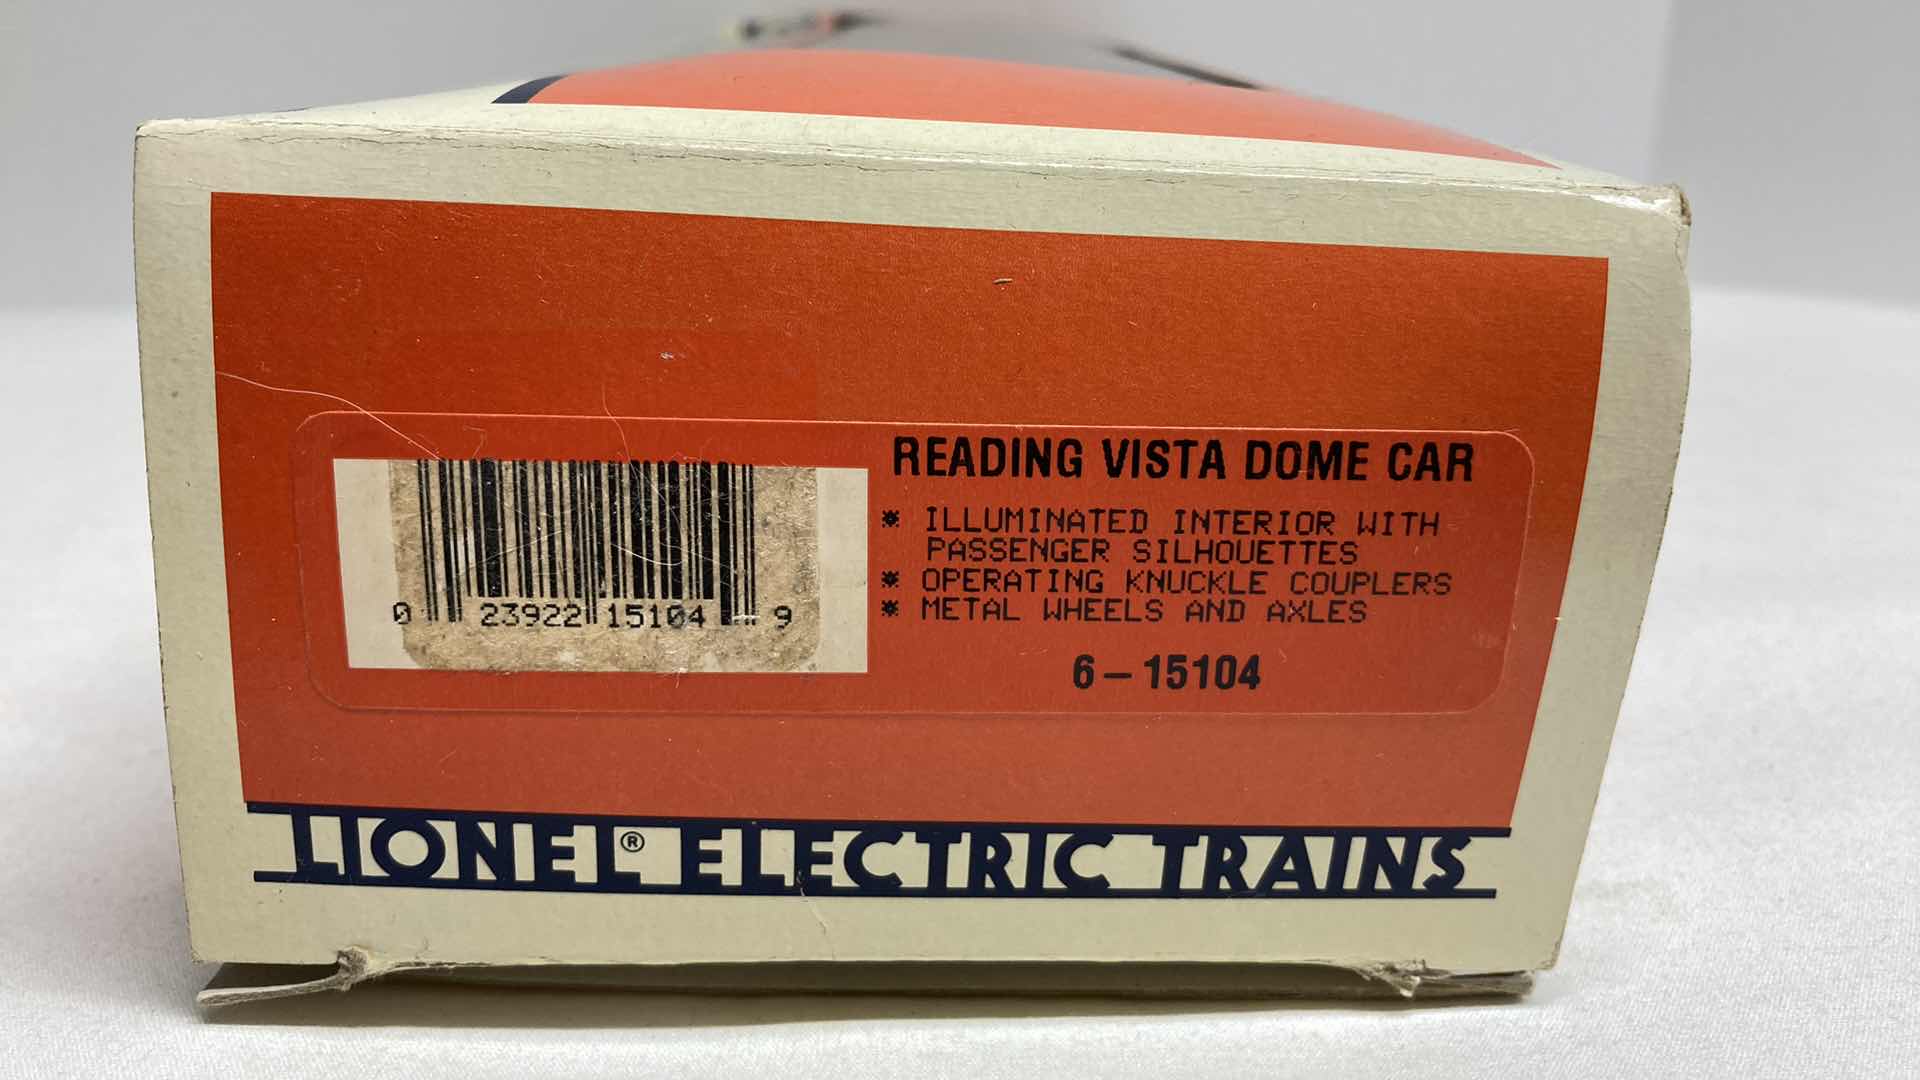 READING VISTA DOME CAR
* ILLUMINATED INTERIOR WITH
PASSENGER SILHOUETTES
* OPERATING KNUCKLE COUPLERS
* METAL WHEELS AND AXLES
6-15104
0 23922 15104 9
LIONEL® ELECTRIC TRAINS